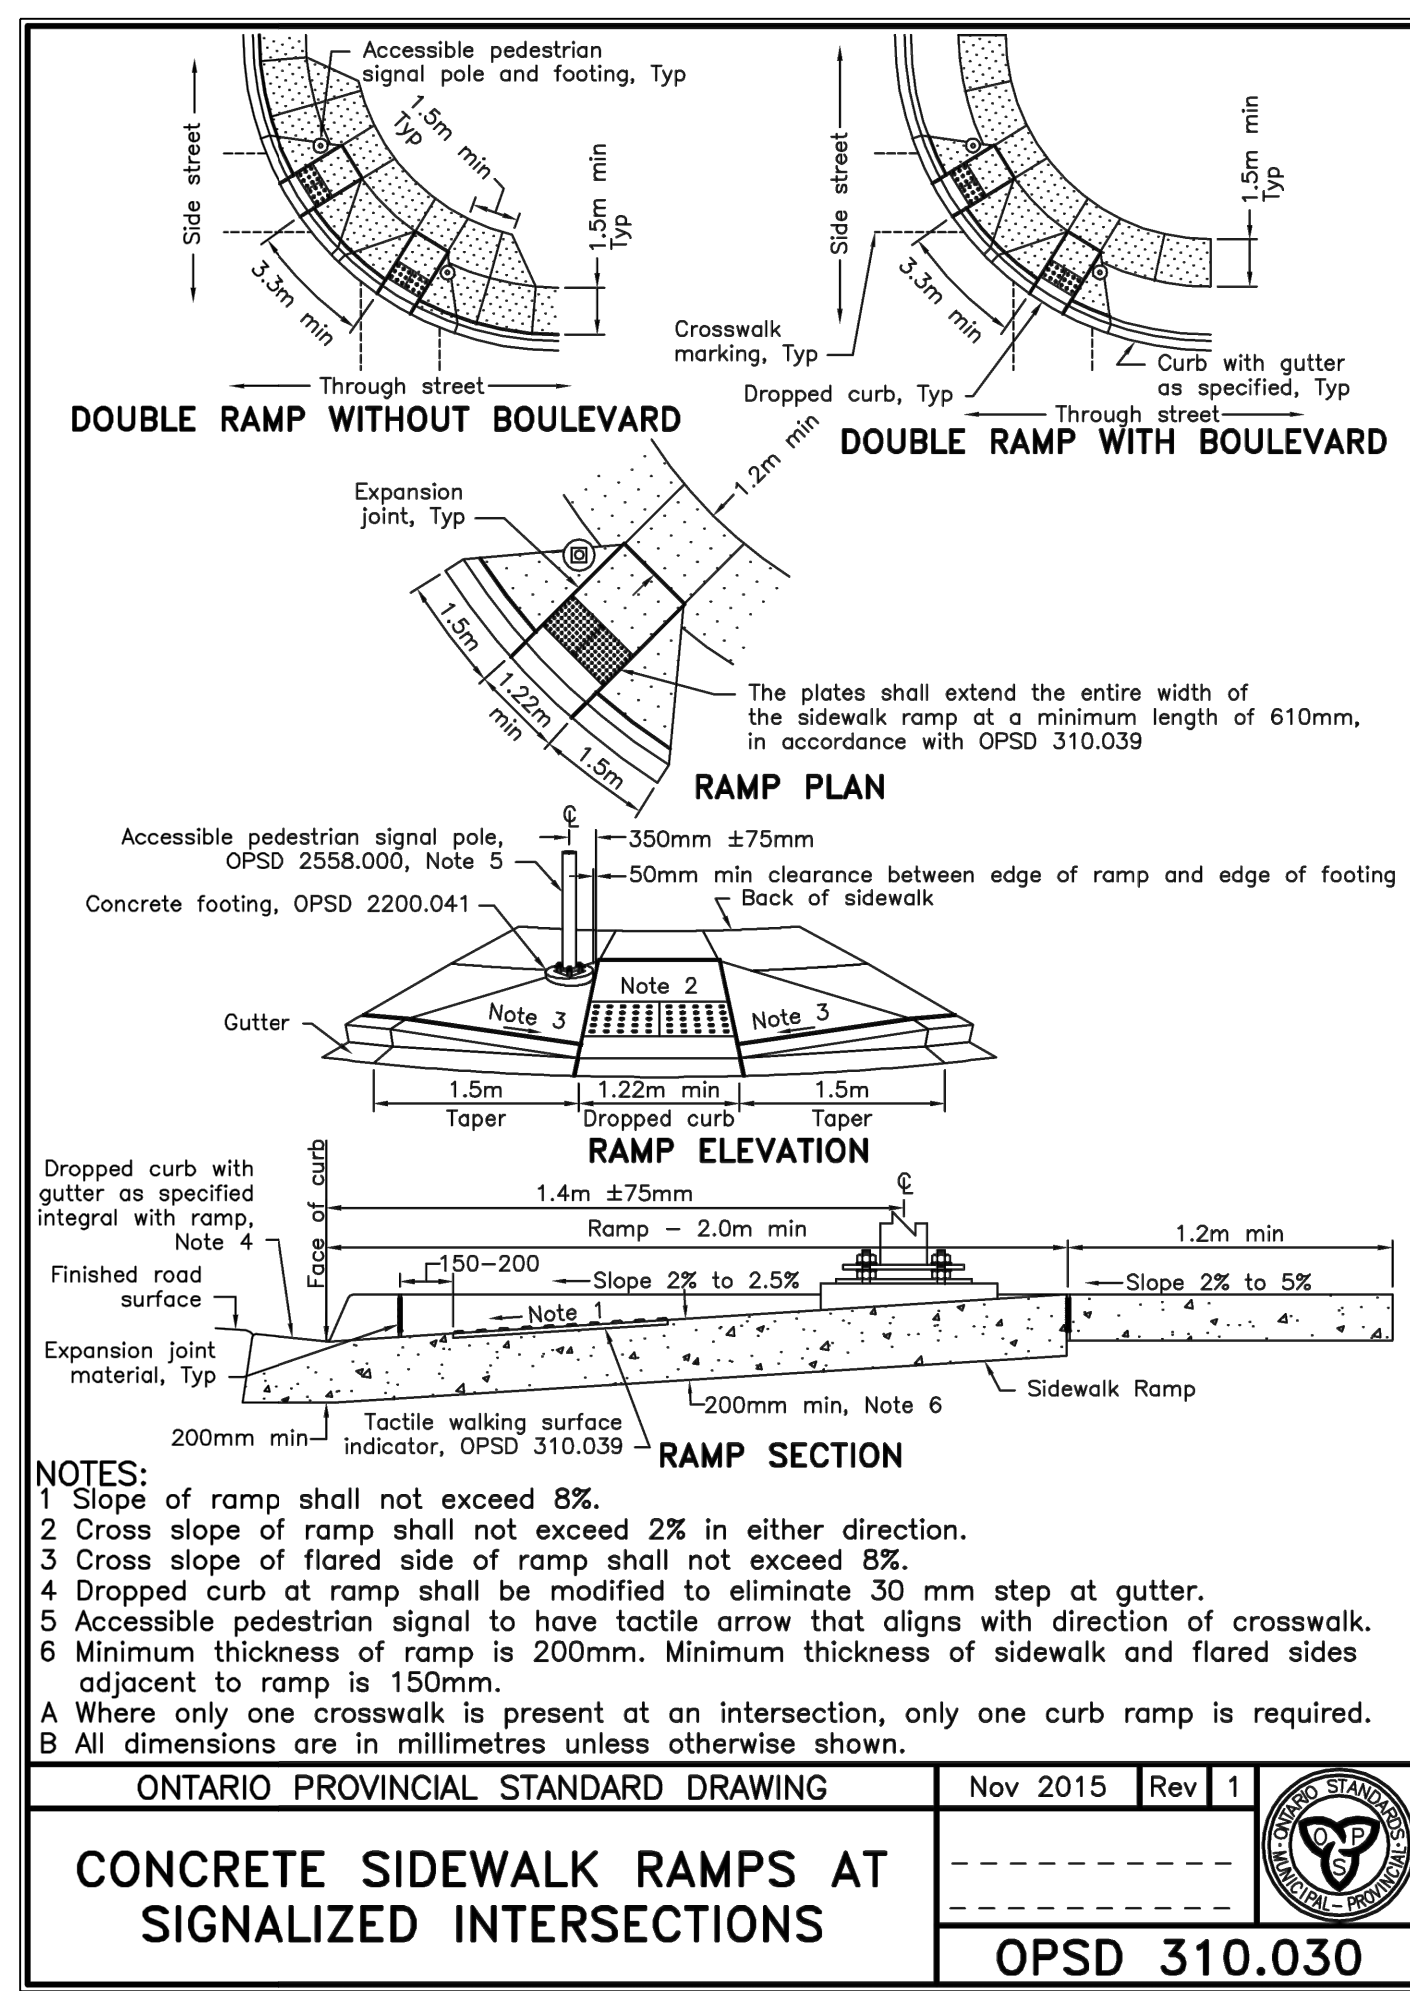 Accessible pedestrian
signal pole and footing, Typ
1.5m min
Typ
Side street
1.5m min
Typ
3.3m min
Through street
DOUBLE RAMP WITHOUT BOULEVARD
Side street
1.5m min
Typ
3.3m min
Crosswalk
marking, Typ
Dropped curb, Typ
Curb with gutter
as specified, Typ
Through street
DOUBLE RAMP WITH BOULEVARD
1.2m min
Expansion
joint, Typ
1.5m
1.22m
min
1.5m
The plates shall extend the entire width of
the sidewalk ramp at a minimum length of 610mm,
in accordance with OPSD 310.039
RAMP PLAN
℄
Accessible pedestrian signal pole,
OPSD 2558.000, Note 5
350mm ±75mm
50mm min clearance between edge of ramp and edge of footing
Concrete footing, OPSD 2200.041
Back of sidewalk
Note 2
Note 3
Note 3
Gutter
1.5m
Taper
1.22m min
Dropped curb
1.5m
Taper
RAMP ELEVATION
Dropped curb with
gutter as specified
integral with ramp,
Note 4
Face of curb
℄
1.4m ±75mm
Ramp – 2.0m min
1.2m min
150–200
Slope 2% to 2.5%
Slope 2% to 5%
Finished road
surface
Note 1
Expansion joint
material, Typ
200mm min
Tactile walking surface
indicator, OPSD 310.039
200mm min, Note 6
Sidewalk Ramp
RAMP SECTION
NOTES:
1 Slope of ramp shall not exceed 8%.
2 Cross slope of ramp shall not exceed 2% in either direction.
3 Cross slope of flared side of ramp shall not exceed 8%.
4 Dropped curb at ramp shall be modified to eliminate 30 mm step at gutter.
5 Accessible pedestrian signal to have tactile arrow that aligns with direction of crosswalk.
6 Minimum thickness of ramp is 200mm. Minimum thickness of sidewalk and flared sides
adjacent to ramp is 150mm.
A Where only one crosswalk is present at an intersection, only one curb ramp is required.
B All dimensions are in millimetres unless otherwise shown.
ONTARIO PROVINCIAL STANDARD DRAWING
Nov 2015
Rev
1
CONCRETE SIDEWALK RAMPS AT
SIGNALIZED INTERSECTIONS
ONTARIO STANDARDS
MUNICIPAL – PROVINCIAL
O P
S
OPSD 310.030